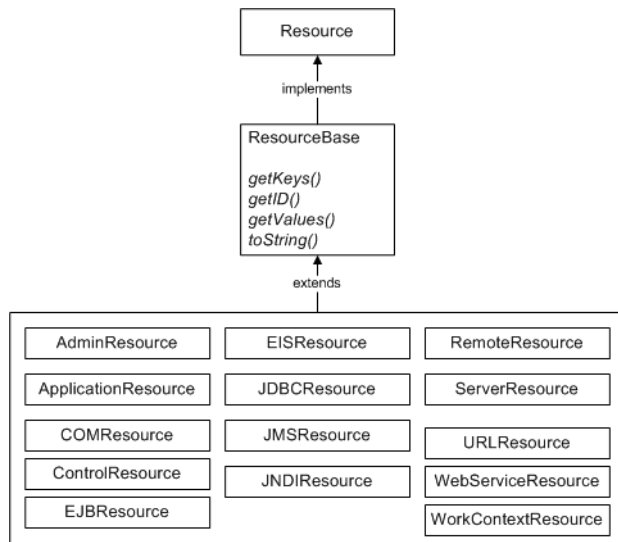 Resource
implements
ResourceBase
getKeys()
getID()
getValues()
toString()
extends
AdminResource
ApplicationResource
COMResource
ControlResource
EJBResource
EISResource
JDBCResource
JMSResource
JNDIResource
RemoteResource
ServerResource
URLResource
WebServiceResource
WorkContextResource